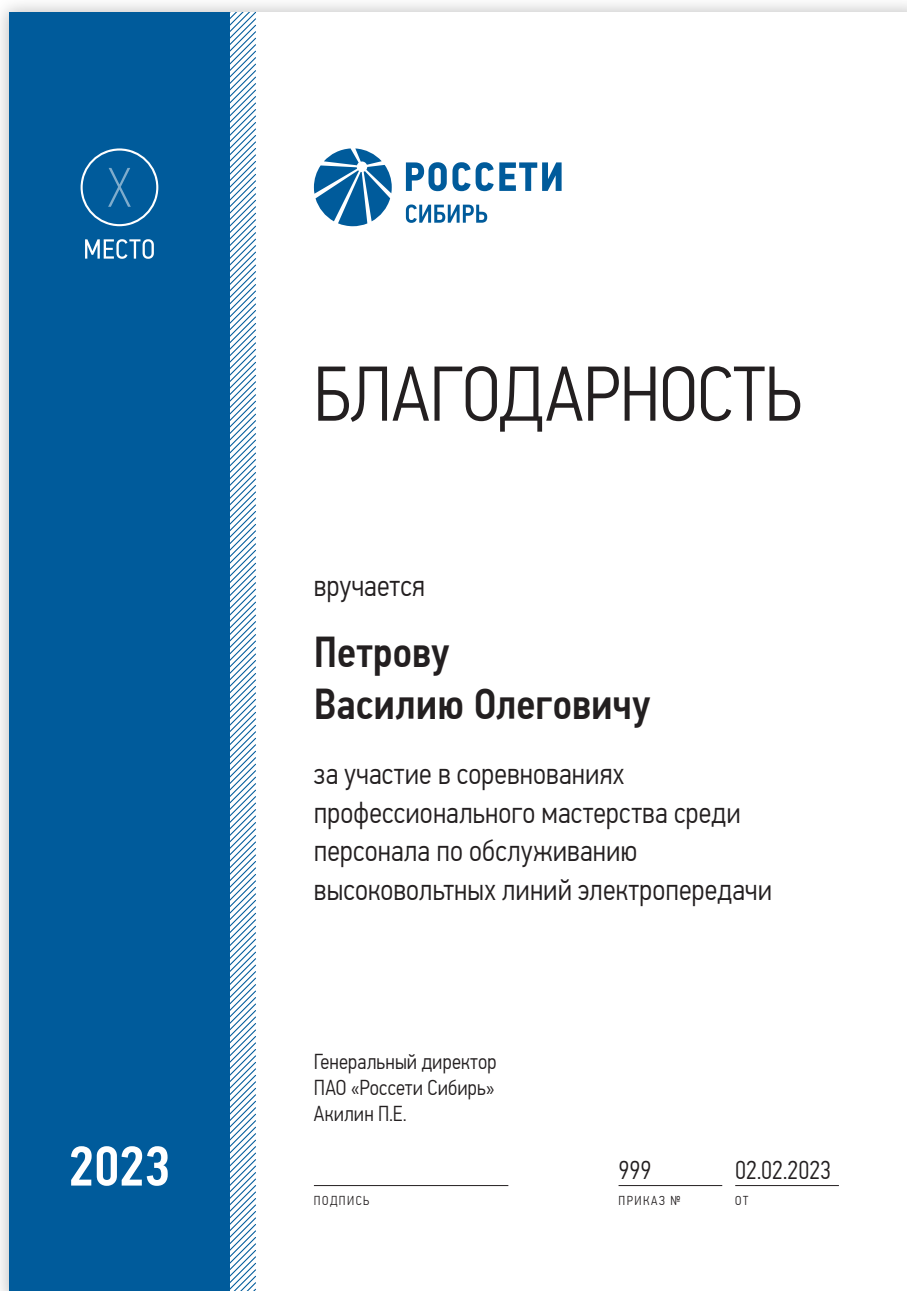 X
МЕСТО
РОССЕТИ
СИБИРЬ
БЛАГОДАРНОСТЬ
вручается
Петрову
Василию Олеговичу
за участие в соревнованиях
профессионального мастерства среди
персонала по обслуживанию
высоковольтных линий электропередачи
Генеральный директор
ПАО «Россети Сибирь»
Акилин П.Е.
2023
999 02.02.2023
ПОДПИСЬ ПРИКАЗ № ОТ